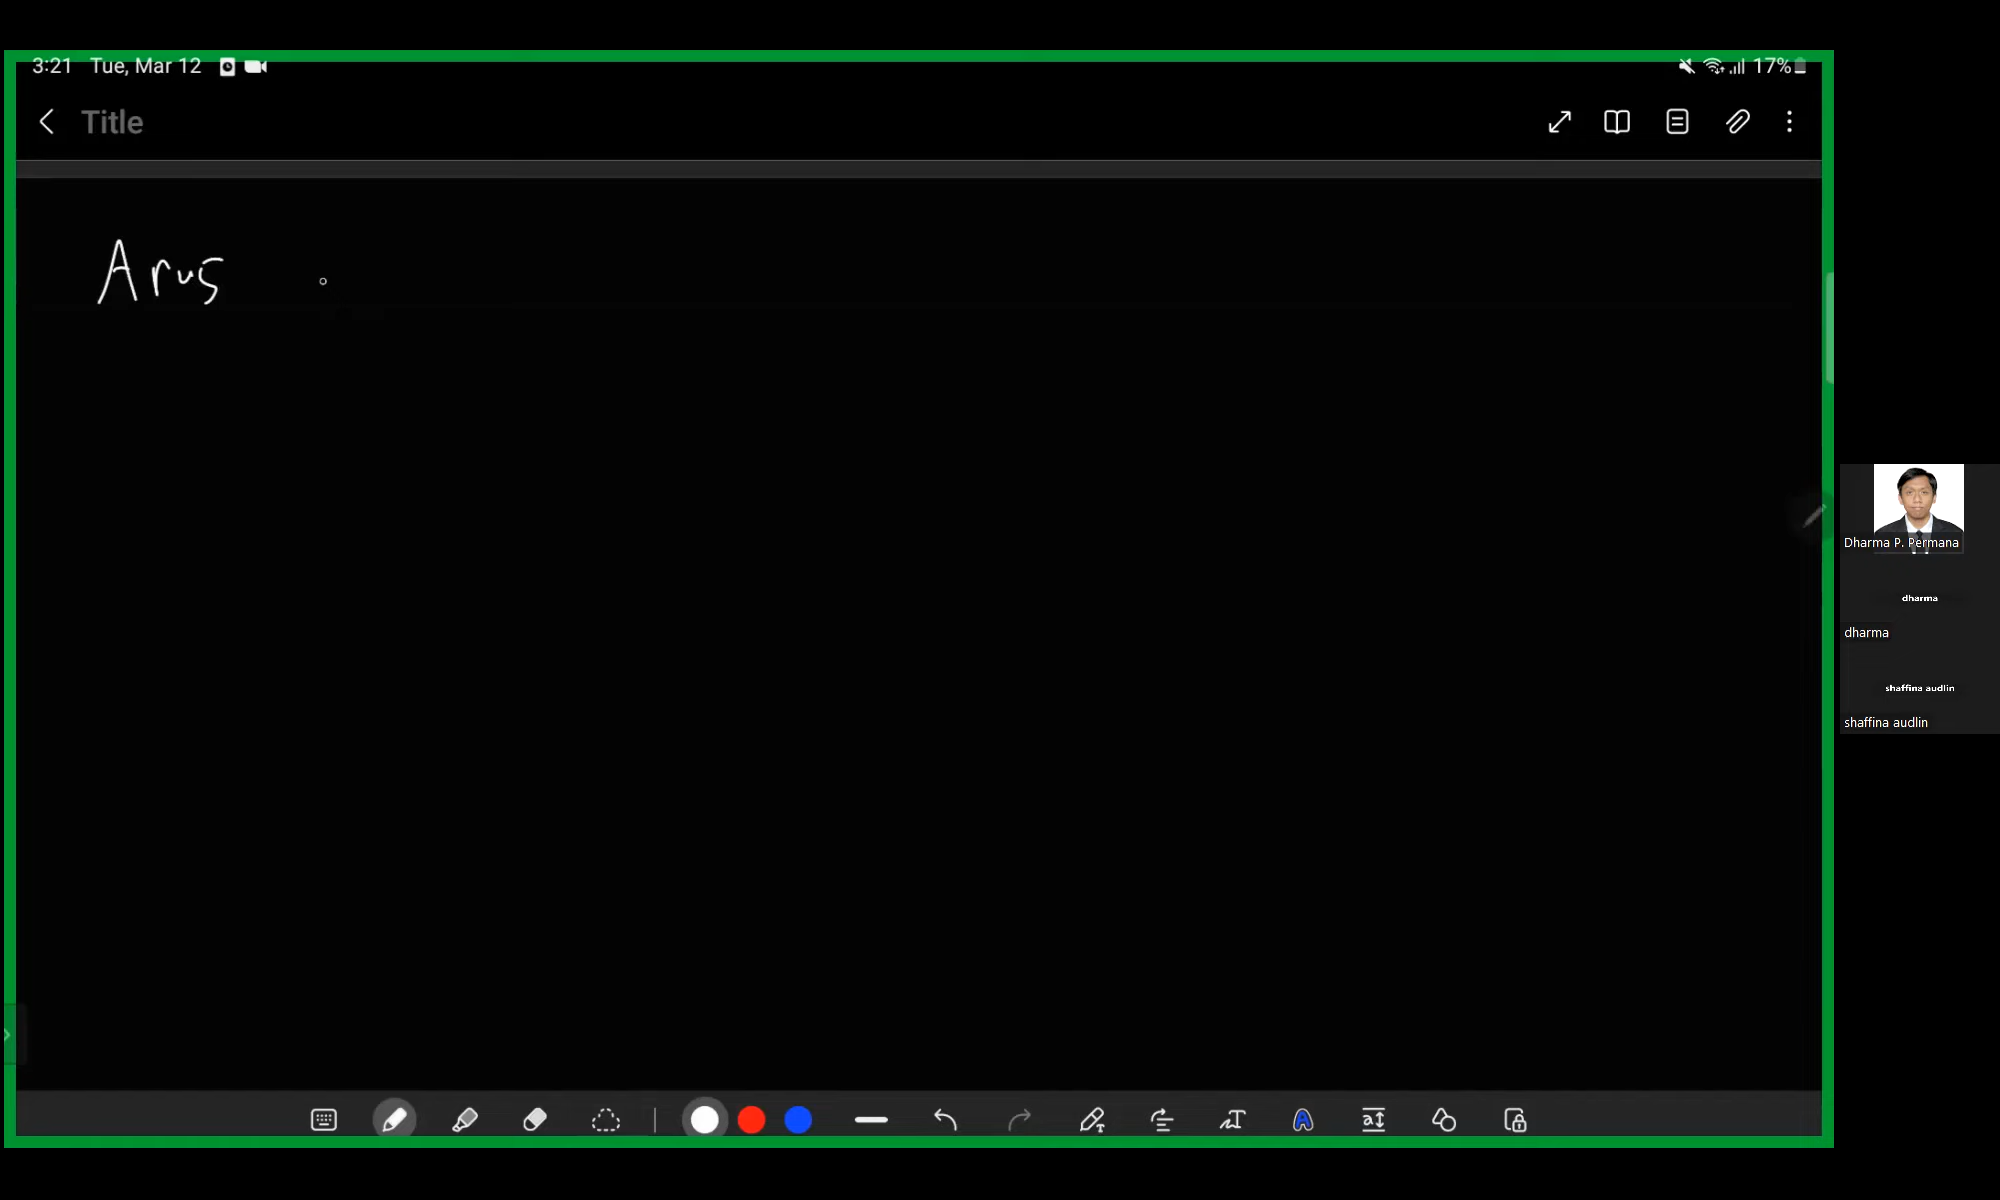 3:21 Tue, Mar 12 17%
Title
Arus
Dharma P. Permana
dharma
dharma
shaffina audlin
shaffina audlin